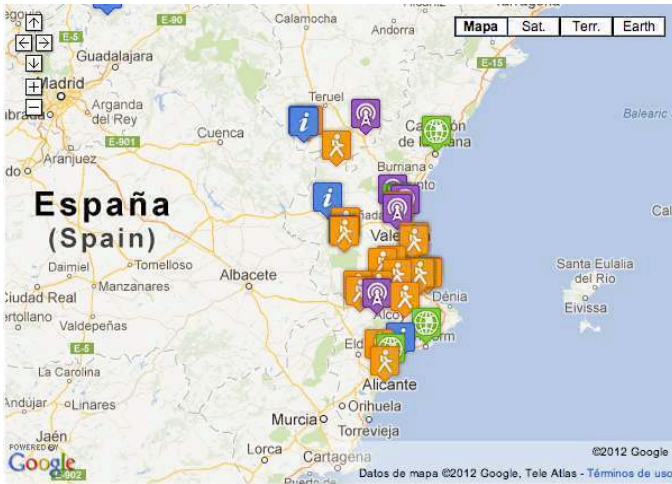 E-90
Calamocha
Andorra
Mapa
Sat.
Terr.
Earth
E-5
Guadalajara
E-15
Madrid
Teruel
Arganda
del Rey
E-901
Cuenca
Balearic
Aranjuez
Burriana
España
(Spain)
Daimiel
Tomelloso
Albacete
Santa Eulalia
del Río
Ciudad Real
Manzanares
Dénia
Eivissa
Valdepeñas
E-5
La Carolina
Alicante
Andújar
Linares
Orihuela
Murcia
Torrevieja
Jaén
Lorca
Cartagena
POWERED BY
Google
E-902
©2012 Google
Datos de mapa ©2012 Google, Tele Atlas - Términos de uso